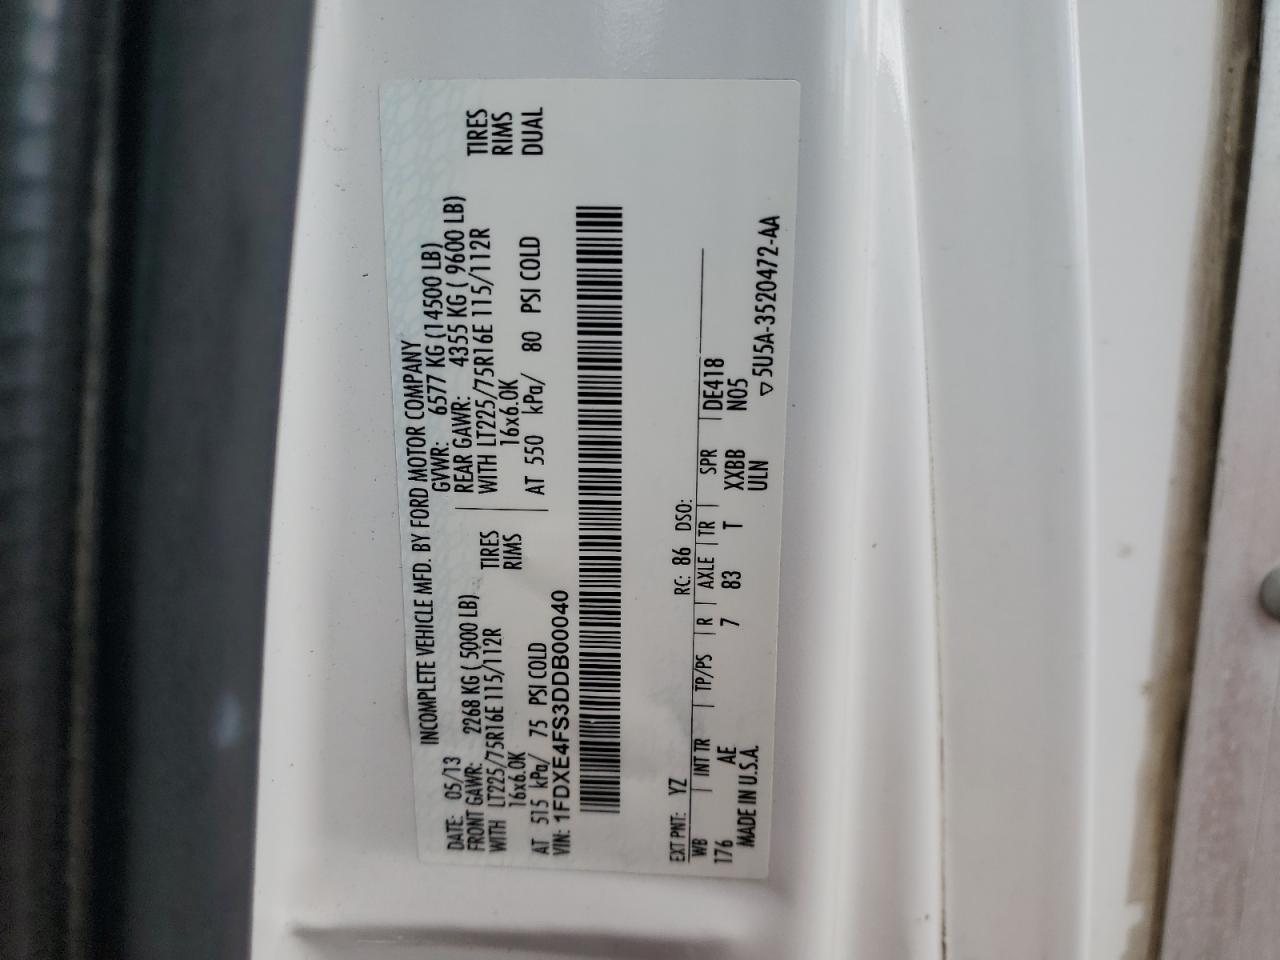 INCOMPLETE VEHICLE MFD. BY FORD MOTOR COMPANY
DATE: 05/13 GVWR: 6577 KG (14500 LB)
FRONT GAWR: 2268 KG ( 5000 LB) REAR GAWR: 4355 KG ( 9600 LB)
WITH LT225/75R16E 115/112R TIRES WITH LT225/75R16E 115/112R TIRES
16x6.0K RIMS 16x6.0K RIMS
AT 515 kPa/ 75 PSI COLD AT 550 kPa/ 80 PSI COLD DUAL
VIN: 1FDXE4FS3DDB00040
EXT PNT: YZ RC: 86 DSO:
WB INT TR TP/PS R AXLE TR SPR DE418
176 AE 7 83 T XXBB N05
MADE IN U.S.A. ULN
▽ 5U5A-3520472-AA